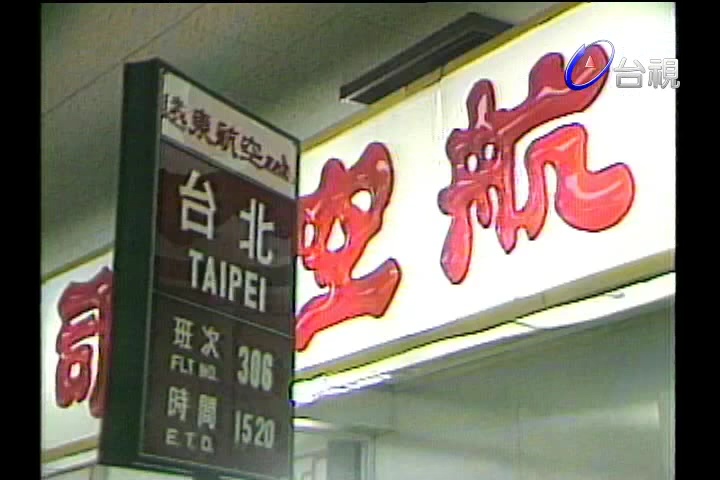 台視
航空 司
遠東航空公司
台北
TAIPEI
班次 306
FLT NO.
時間 1520
E.T.D.